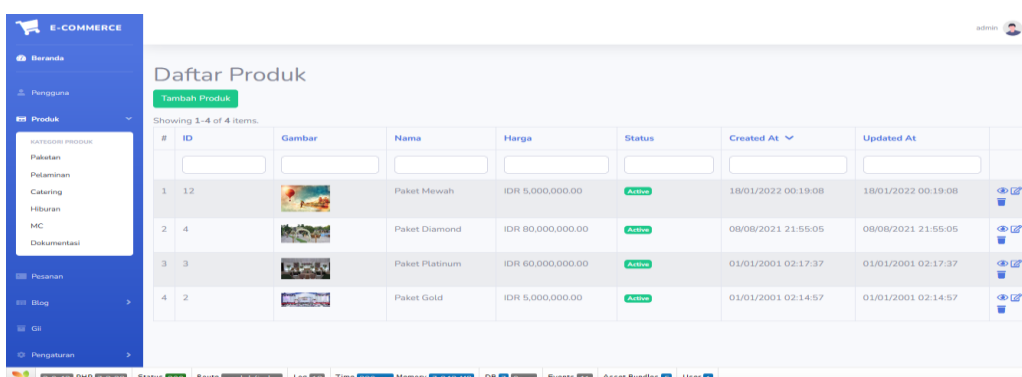 E-COMMERCE
admin
Beranda
Daftar Produk
Pengguna
Tambah Produk
Produk
Showing 1-4 of 4 items.
KATEGORI PRODUK
# ID Gambar Nama Harga Status Created At Updated At
Paketan
Pelaminan
Catering
Hiburan
MC
Dokumentasi
1 12 Paket Mewah IDR 5,000,000.00 Active 18/01/2022 00:19:08 18/01/2022 00:19:08
2 4 Paket Diamond IDR 80,000,000.00 Active 08/08/2021 21:55:05 08/08/2021 21:55:05
3 3 Paket Platinum IDR 60,000,000.00 Active 01/01/2001 02:17:37 01/01/2001 02:17:37
4 2 Paket Gold IDR 5,000,000.00 Active 01/01/2001 02:14:57 01/01/2001 02:14:57
Pesanan
Blog
Gii
Pengaturan
PHP Status Route Log Time Memory DB Events Asset Bundles User